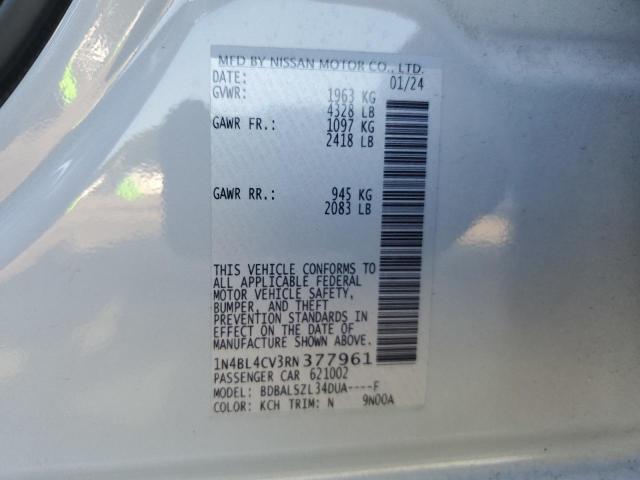 MFD BY NISSAN MOTOR CO., LTD.
DATE: 01/24
GVWR: 1963 KG
4328 LB
GAWR FR.: 1097 KG
2418 LB
GAWR RR.: 945 KG
2083 LB
THIS VEHICLE CONFORMS TO
ALL APPLICABLE FEDERAL
MOTOR VEHICLE SAFETY,
BUMPER, AND THEFT
PREVENTION STANDARDS IN
EFFECT ON THE DATE OF
MANUFACTURE SHOWN ABOVE.
1N4BL4CV3RN377961
PASSENGER CAR 621002
MODEL: BDBALSZL34DUA----F
COLOR: KCH TRIM: N 9N00A